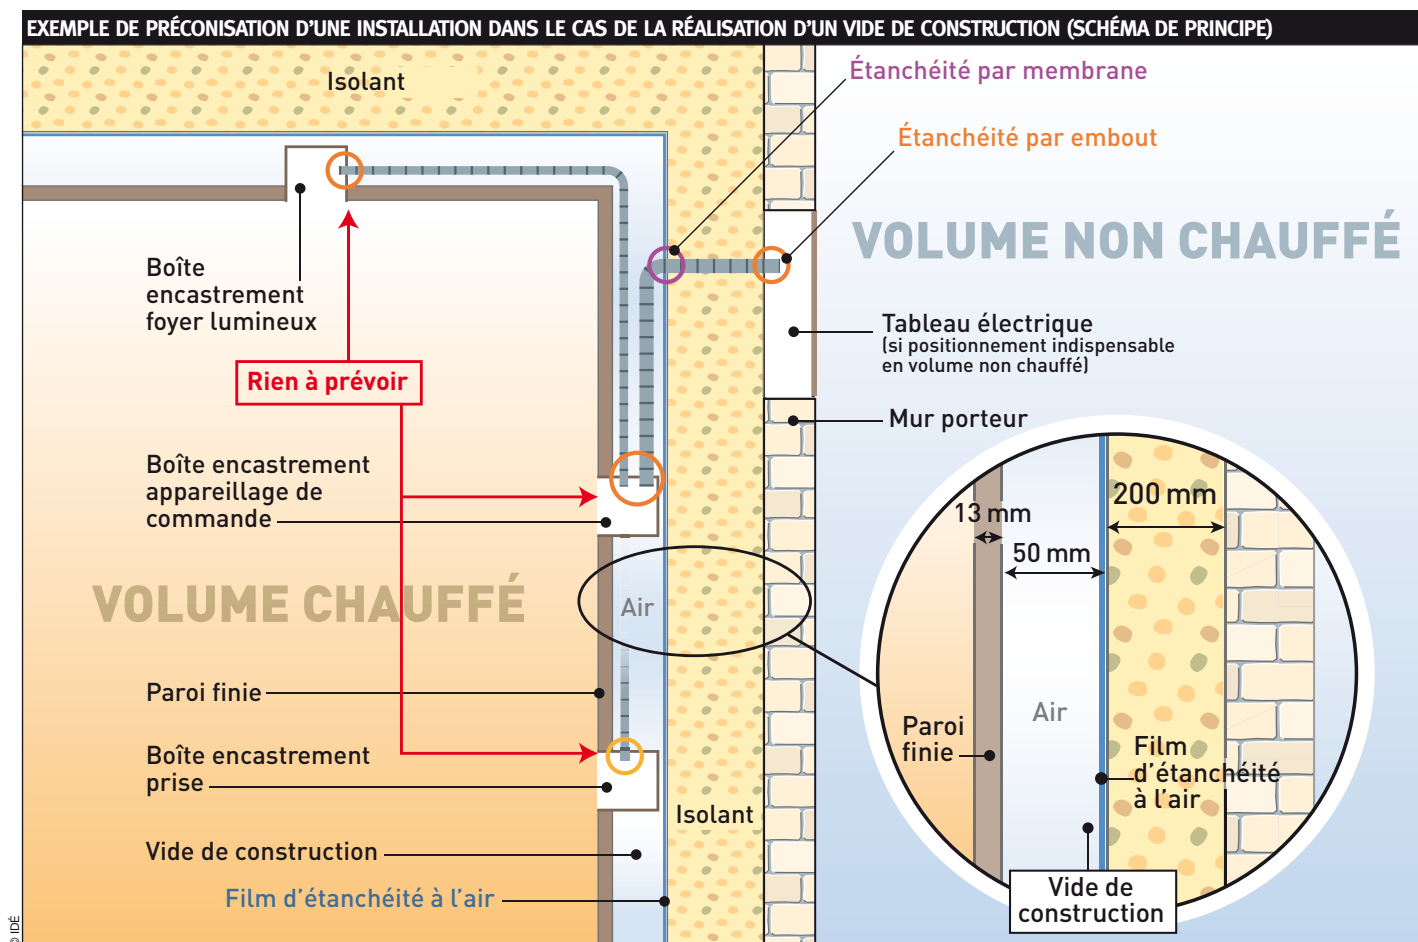 EXEMPLE DE PRÉCONISATION D'UNE INSTALLATION DANS LE CAS DE LA RÉALISATION D'UN VIDE DE CONSTRUCTION (SCHÉMA DE PRINCIPE)
Isolant
Étanchéité par membrane
Étanchéité par embout
VOLUME NON CHAUFFÉ
Boîte
encastrement
foyer lumineux
Rien à prévoir
Tableau électrique
(si positionnement indispensable
en volume non chauffé)
Mur porteur
Boîte encastrement
appareillage de
commande
VOLUME CHAUFFÉ
Air
Paroi finie
Boîte encastrement
prise
Isolant
Vide de construction
Film d'étanchéité à l'air
200 mm
13 mm
50 mm
Air
Paroi
finie
Film
d'étanchéité
à l'air
Vide de
construction
© IDÉ